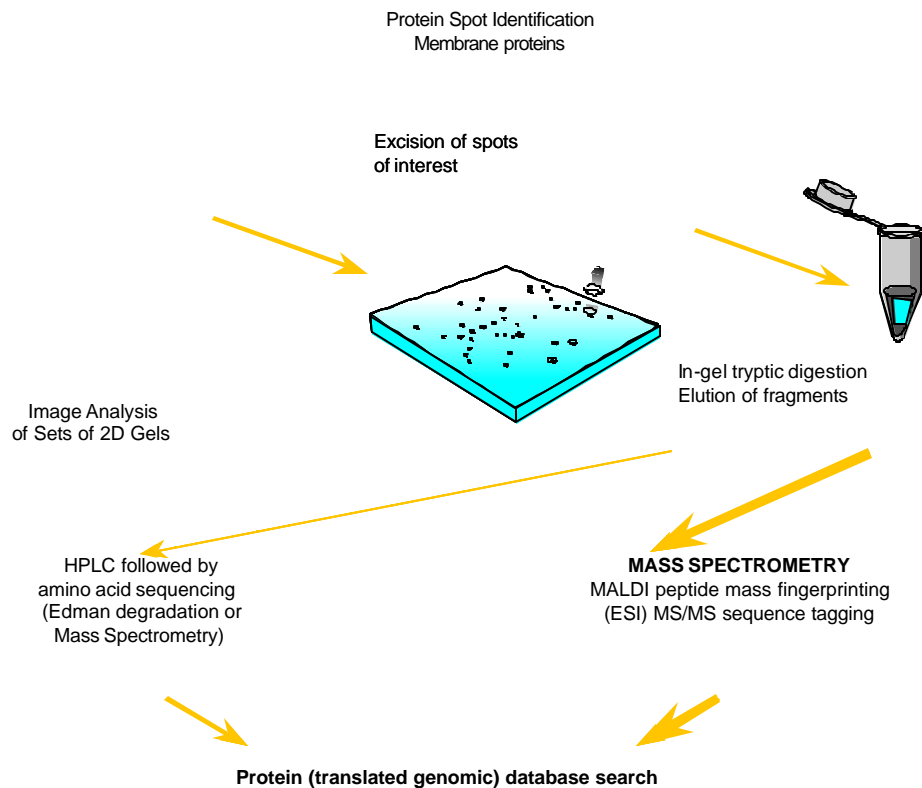 Protein Spot Identification
Membrane proteins
Excision of spots
of interest
In-gel tryptic digestion
Elution of fragments
Image Analysis
of Sets of 2D Gels
HPLC followed by
amino acid sequencing
(Edman degradation or
Mass Spectrometry)
MASS SPECTROMETRY
MALDI peptide mass fingerprinting
(ESI) MS/MS sequence tagging
Protein (translated genomic) database search